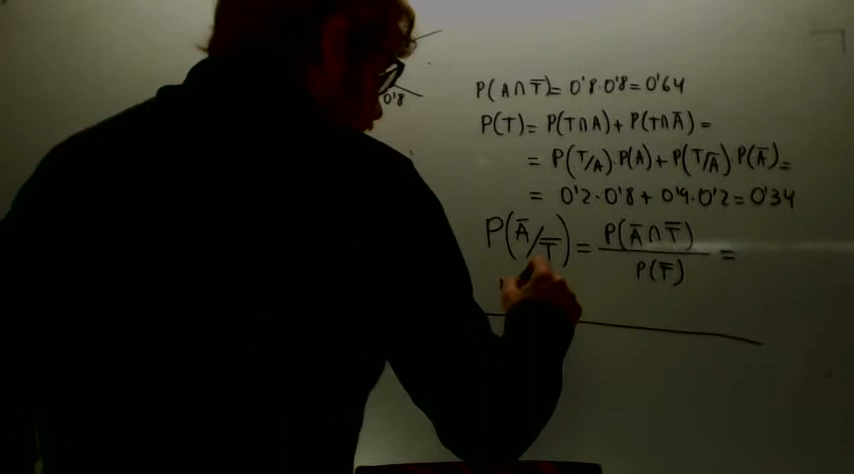 0'8
P(A∩T̅)= 0'8·0'8=0'64
P(T)= P(T∩A)+P(T∩A̅)=
= P(T/A)·P(A)+P(T/A̅)·P(A̅)=
= 0'2·0'8+0'9·0'2=0'34
P(A̅/T̅)= P(A̅∩T̅)/P(T̅) =